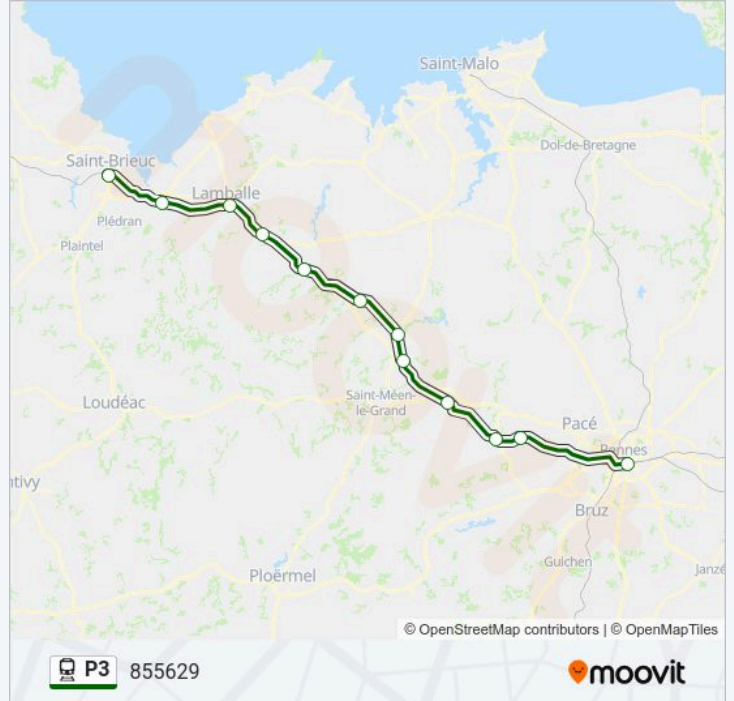 Saint-Malo
Dol-de-Bretagne
Saint-Brieuc
Lamballe
Plédran
Plaintel
Saint-Méen-
le-Grand
Loudéac
Pacé
Rennes
ntivy
Bruz
Guichen
Janzé
Ploërmel
© OpenStreetMap contributors | © OpenMapTiles
P3 855629
moovit